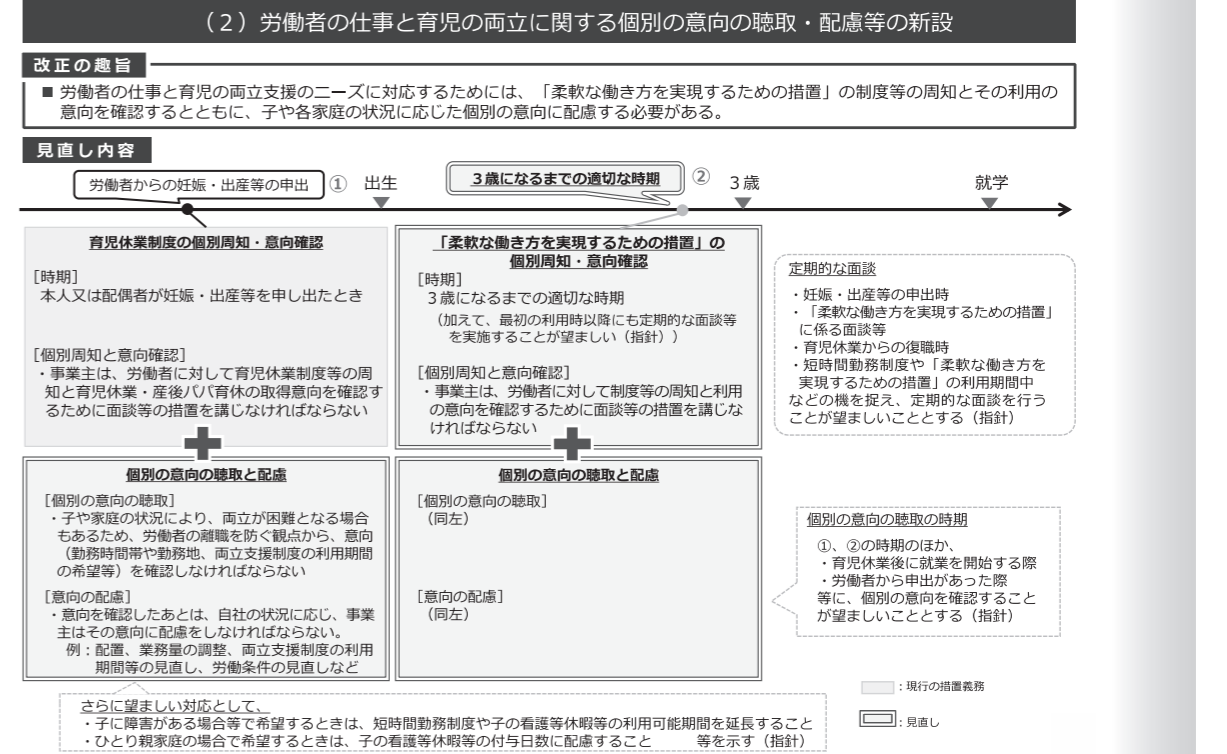 （２）労働者の仕事と育児の両立に関する個別の意向の聴取・配慮等の新設
改正の趣旨
■ 労働者の仕事と育児の両立支援のニーズに対応するためには、「柔軟な働き方を実現するための措置」の制度等の周知とその利用の
意向を確認するとともに、子や各家庭の状況に応じた個別の意向に配慮する必要がある。
見直し内容
労働者からの妊娠・出産等の申出 ①
出生
３歳になるまでの適切な時期 ②
３歳
就学
育児休業制度の個別周知・意向確認
［時期］
本人又は配偶者が妊娠・出産等を申し出たとき
［個別周知と意向確認］
・事業主は、労働者に対して育児休業制度等の周
知と育児休業・産後パパ育休の取得意向を確認す
るために面談等の措置を講じなければならない
「柔軟な働き方を実現するための措置」の
個別周知・意向確認
［時期］
３歳になるまでの適切な時期
（加えて、最初の利用時以降にも定期的な面談等
を実施することが望ましい（指針））
［個別周知と意向確認］
・事業主は、労働者に対して制度等の周知と利用
の意向を確認するために面談等の措置を講じな
ければならない
定期的な面談
・妊娠・出産等の申出時
・「柔軟な働き方を実現するための措置」
に係る面談等
・育児休業からの復職時
・短時間勤務制度や「柔軟な働き方を
実現するための措置」の利用期間中
などの機を捉え、定期的な面談を行う
ことが望ましいこととする（指針）
個別の意向の聴取と配慮
［個別の意向の聴取］
・子や家庭の状況により、両立が困難となる場合
もあるため、労働者の離職を防ぐ観点から、意向
（勤務時間帯や勤務地、両立支援制度の利用期間
の希望等）を確認しなければならない
［意向の配慮］
・意向を確認したあとは、自社の状況に応じ、事業
主はその意向に配慮をしなければならない。
例：配置、業務量の調整、両立支援制度の利用
期間等の見直し、労働条件の見直しなど
個別の意向の聴取と配慮
［個別の意向の聴取］
（同左）
［意向の配慮］
（同左）
個別の意向の聴取の時期
①、②の時期のほか、
・育児休業後に就業を開始する際
・労働者から申出があった際
等に、個別の意向を確認すること
が望ましいこととする（指針）
さらに望ましい対応として、
・子に障害がある場合等で希望するときは、短時間勤務制度や子の看護等休暇等の利用可能期間を延長すること
・ひとり親家庭の場合で希望するときは、子の看護等休暇等の付与日数に配慮すること　　等を示す（指針）
：現行の措置義務
：見直し